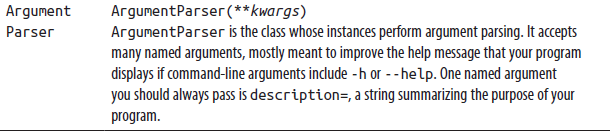 Argument ArgumentParser(**kwargs)
Parser ArgumentParser is the class whose instances perform argument parsing. It accepts
many named arguments, mostly meant to improve the help message that your program
displays if command-line arguments include -h or --help. One named argument
you should always pass is description=, a string summarizing the purpose of your
program.